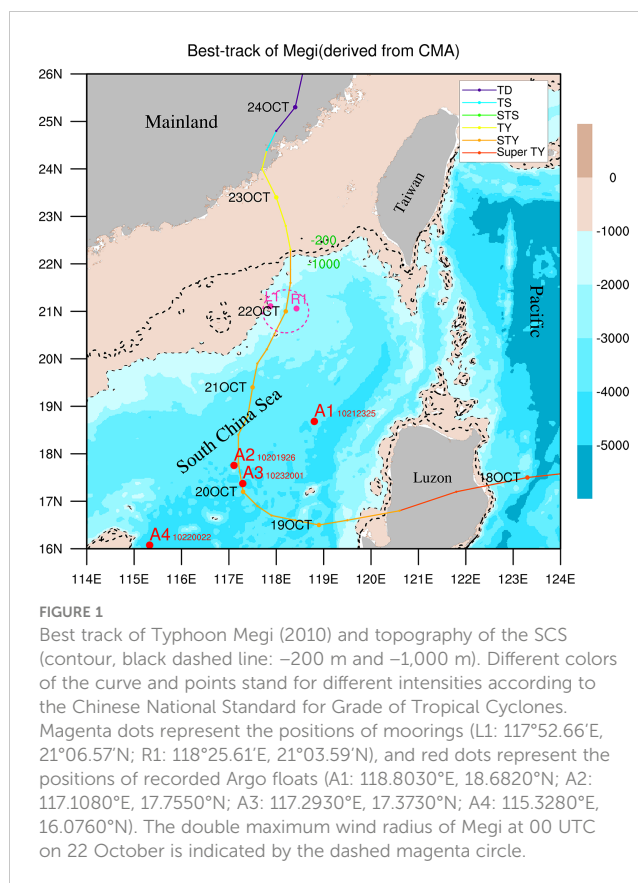 Best-track of Megi(derived from CMA)
26N
25N
24N
23N
22N
21N
20N
19N
18N
17N
16N
114E
115E
116E
117E
118E
119E
120E
121E
122E
123E
124E
TD
TS
STS
TY
STY
Super TY
Mainland
Taiwan
Pacific
South China Sea
Luzon
24OCT
23OCT
22OCT
21OCT
20OCT
19OCT
18OCT
-200
-1000
L1
R1
A1 10212325
A2 10201926
A3 10232001
A4 10220022
0
-1000
-2000
-3000
-4000
-5000
FIGURE 1
Best track of Typhoon Megi (2010) and topography of the SCS
(contour, black dashed line: –200 m and –1,000 m). Different colors
of the curve and points stand for different intensities according to
the Chinese National Standard for Grade of Tropical Cyclones.
Magenta dots represent the positions of moorings (L1: 117°52.66′E,
21°06.57′N; R1: 118°25.61′E, 21°03.59′N), and red dots represent the
positions of recorded Argo floats (A1: 118.8030°E, 18.6820°N; A2:
117.1080°E, 17.7550°N; A3: 117.2930°E, 17.3730°N; A4: 115.3280°E,
16.0760°N). The double maximum wind radius of Megi at 00 UTC
on 22 October is indicated by the dashed magenta circle.